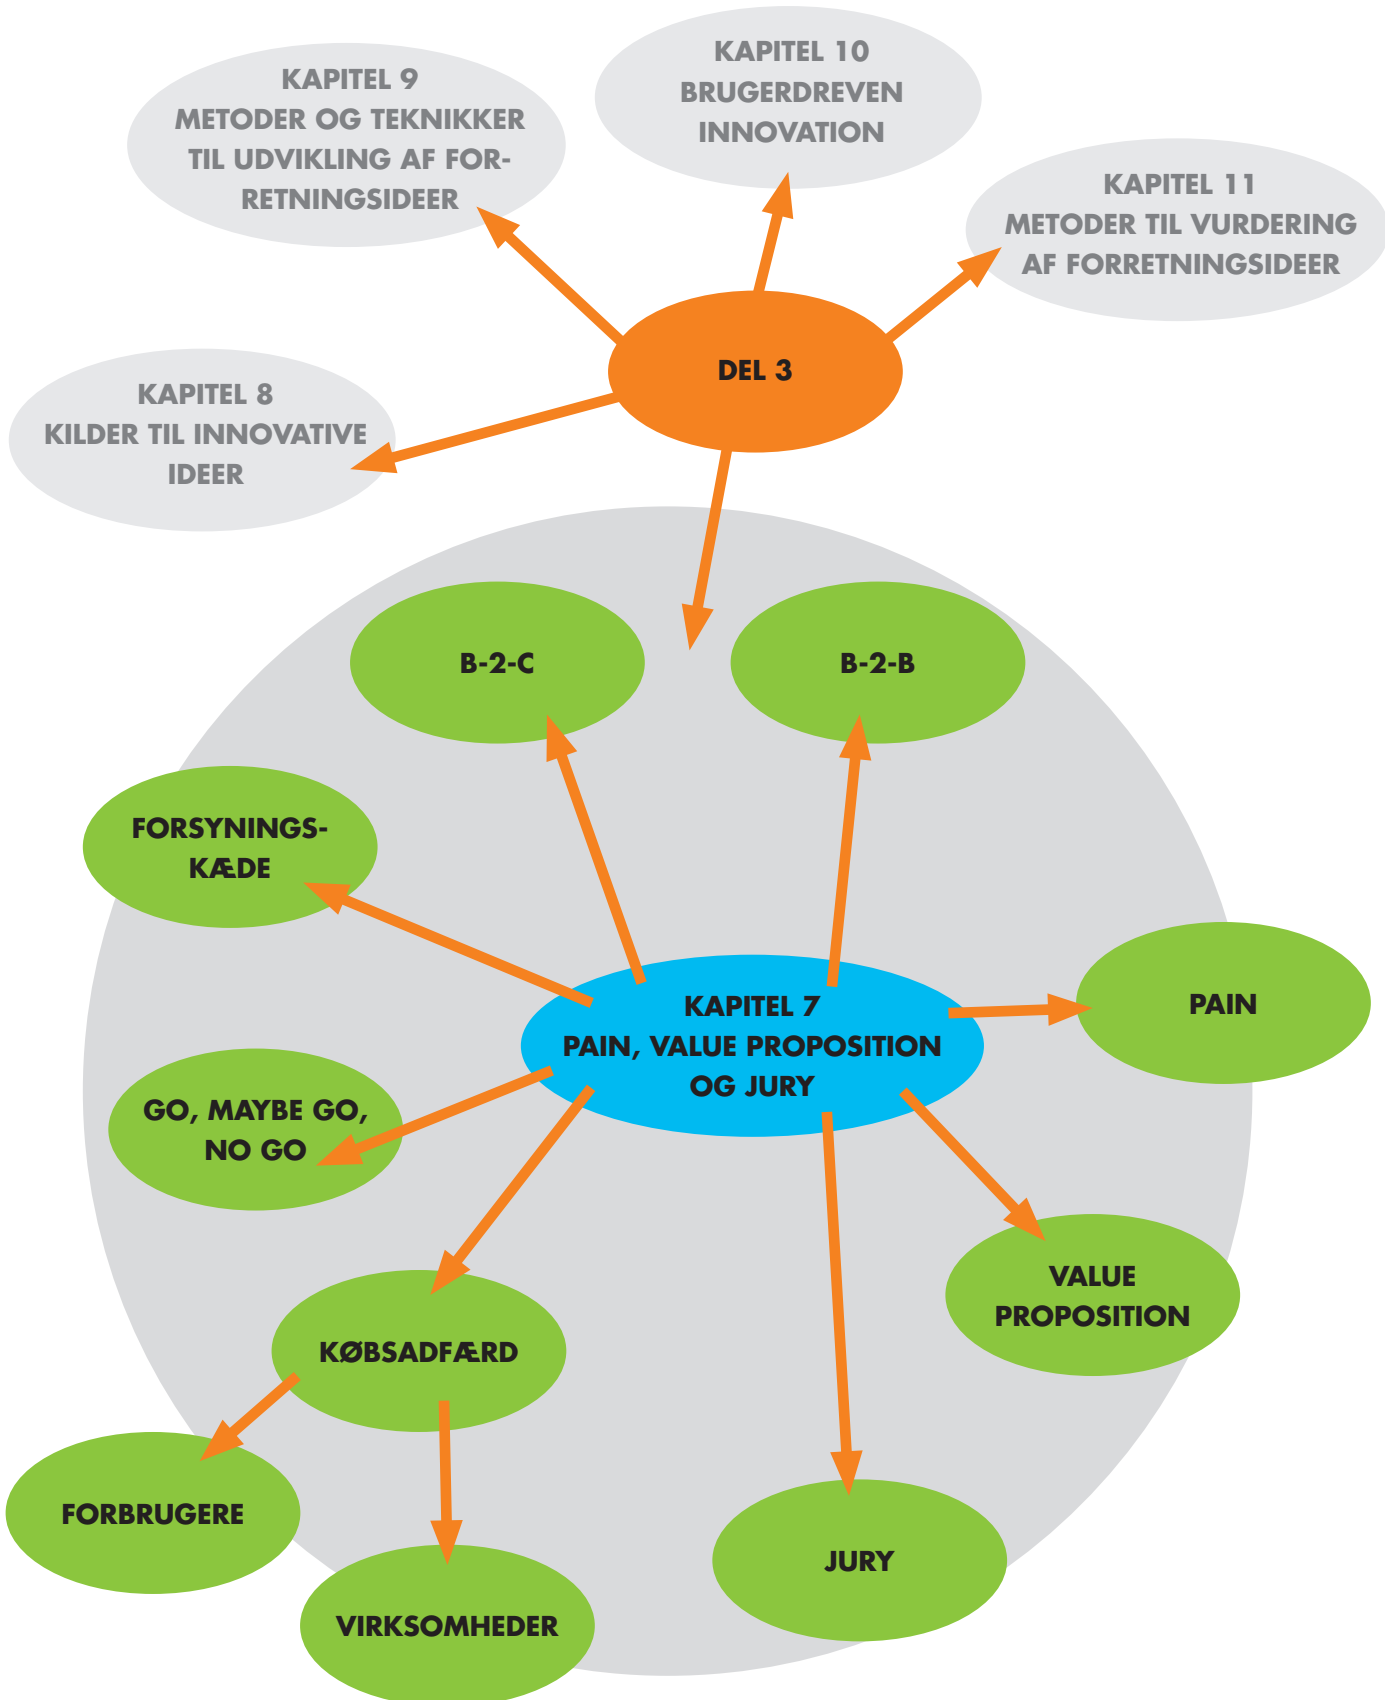 KAPITEL 10
BRUGERDREVEN
INNOVATION
KAPITEL 9
METODER OG TEKNIKKER
TIL UDVIKLING AF FOR-
RETNINGSIDEER
KAPITEL 11
METODER TIL VURDERING
AF FORRETNINGSIDEER
DEL 3
KAPITEL 8
KILDER TIL INNOVATIVE
IDEER
B-2-C
B-2-B
FORSYNINGS-
KÆDE
PAIN
KAPITEL 7
PAIN, VALUE PROPOSITION
OG JURY
GO, MAYBE GO,
NO GO
VALUE
PROPOSITION
KØBSADFÆRD
FORBRUGERE
JURY
VIRKSOMHEDER